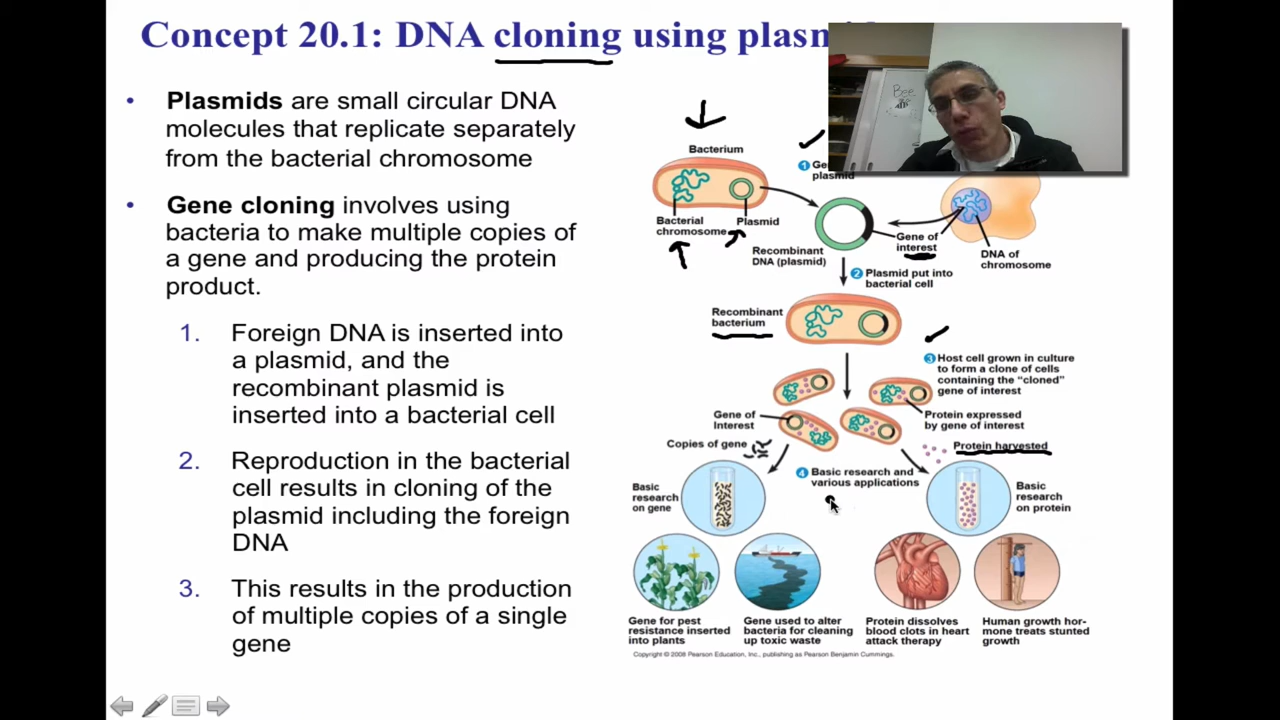 Concept 20.1: DNA cloning using
• Plasmids are small circular DNA
molecules that replicate separately
from the bacterial chromosome
• Gene cloning involves using
bacteria to make multiple copies of
a gene and producing the protein
product.
1. Foreign DNA is inserted into
a plasmid, and the
recombinant plasmid is
inserted into a bacterial cell
2. Reproduction in the bacterial
cell results in cloning of the
plasmid including the foreign
DNA
3. This results in the production
of multiple copies of a single
gene
Bee
Bacterium
1
plasmid
Bacterial
chromosome
Plasmid
Recombinant
DNA (plasmid)
Gene of
interest
DNA of
chromosome
2 Plasmid put into
bacterial cell
Recombinant
bacterium
3 Host cell grown in culture
to form a clone of cells
containing the “cloned”
gene of interest
Gene of
Interest
Protein expressed
by gene of interest
Copies of gene
Protein harvested
4 Basic research and
various applications
Basic
research
on gene
Basic
research
on protein
Gene for pest
resistance inserted
into plants
Gene used to alter
bacteria for cleaning
up toxic waste
Protein dissolves
blood clots in heart
attack therapy
Human growth hor-
mone treats stunted
growth
Copyright © 2008 Pearson Education, Inc., publishing as Pearson Benjamin Cummings.